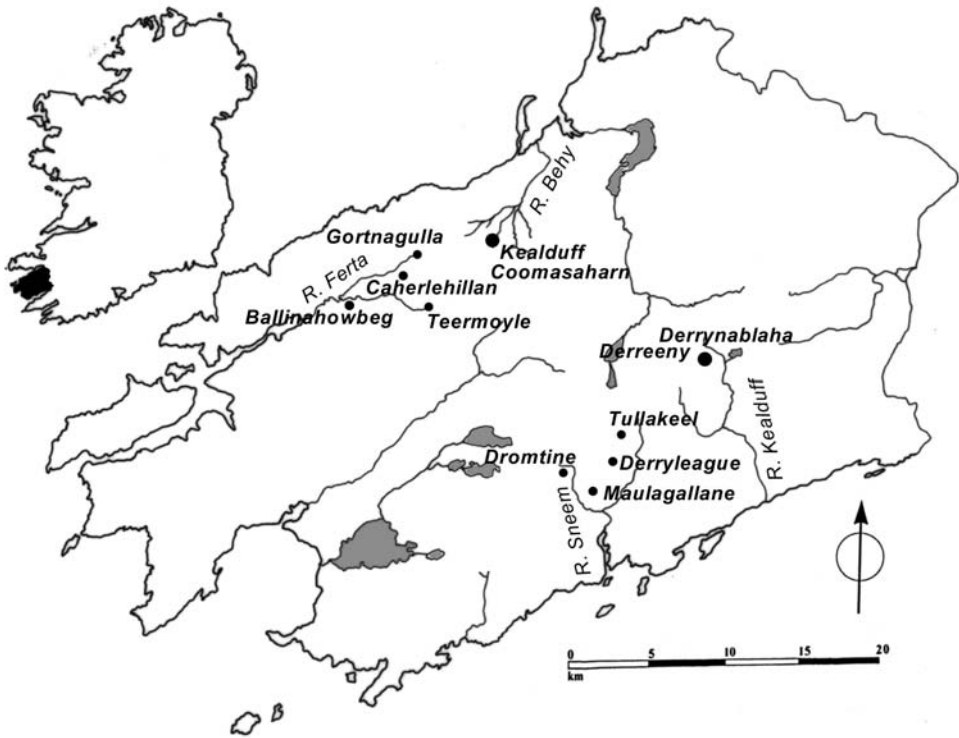 R. Behy
Gortnagulla
Kealduff
Coomasaharn
R. Ferta
Caherlehillan
Ballinahowbeg
Teermoyle
Derrynablaha
Derreeny
Tullakeel
R. Kealduff
Dromtine
Derryleague
Maulagallane
R. Sneem
0 5 10 15 20
km